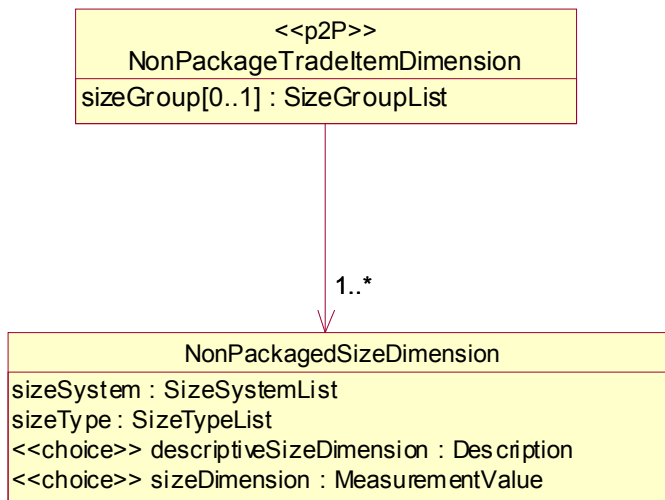 <<p2P>>
NonPackageTradeItemDimension
sizeGroup[0..1] : SizeGroupList
1..*
NonPackagedSizeDimension
sizeSystem : SizeSystemList
sizeType : SizeTypeList
<<choice>> descriptiveSizeDimension : Description
<<choice>> sizeDimension : MeasurementValue